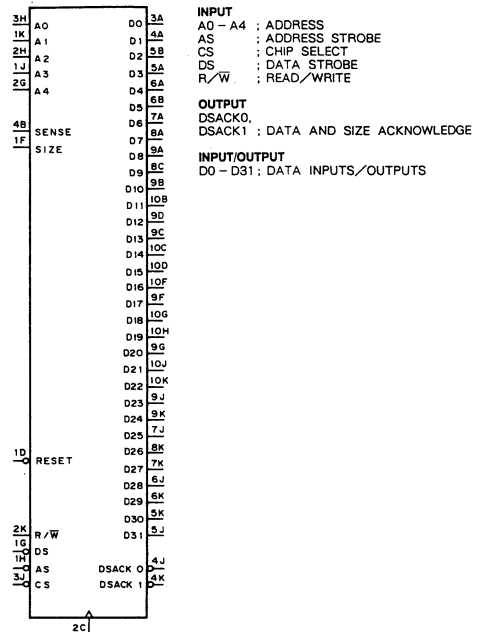 3H A0 D0 3A
1K A1 D1 4A
2H A2 D2 5B
1J A3 D3 5A
2G A4 D4 6A
D5 6B
D6 7A
4B SENSE D7 8A
1F SIZE D8 9A
D9 8C
D10 9B
D11 10B
D12 9D
D13 9C
D14 10C
D15 10D
D16 10F
D17 9F
D18 10G
D19 10H
D20 9G
D21 10J
D22 10K
D23 9J
D24 9K
D25 7J
1D RESET D26 8K
D27 7K
D28 6J
D29 6K
D30 5K
2K R/W D31 5J
1G DS
1H AS DSACK 0 4J
3J CS DSACK 1 4K
2C
INPUT
A0 – A4 ; ADDRESS
AS ; ADDRESS STROBE
CS ; CHIP SELECT
DS ; DATA STROBE
R/W ; READ/WRITE
OUTPUT
DSACK0,
DSACK1 ; DATA AND SIZE ACKNOWLEDGE
INPUT/OUTPUT
D0 – D31 ; DATA INPUTS/OUTPUTS